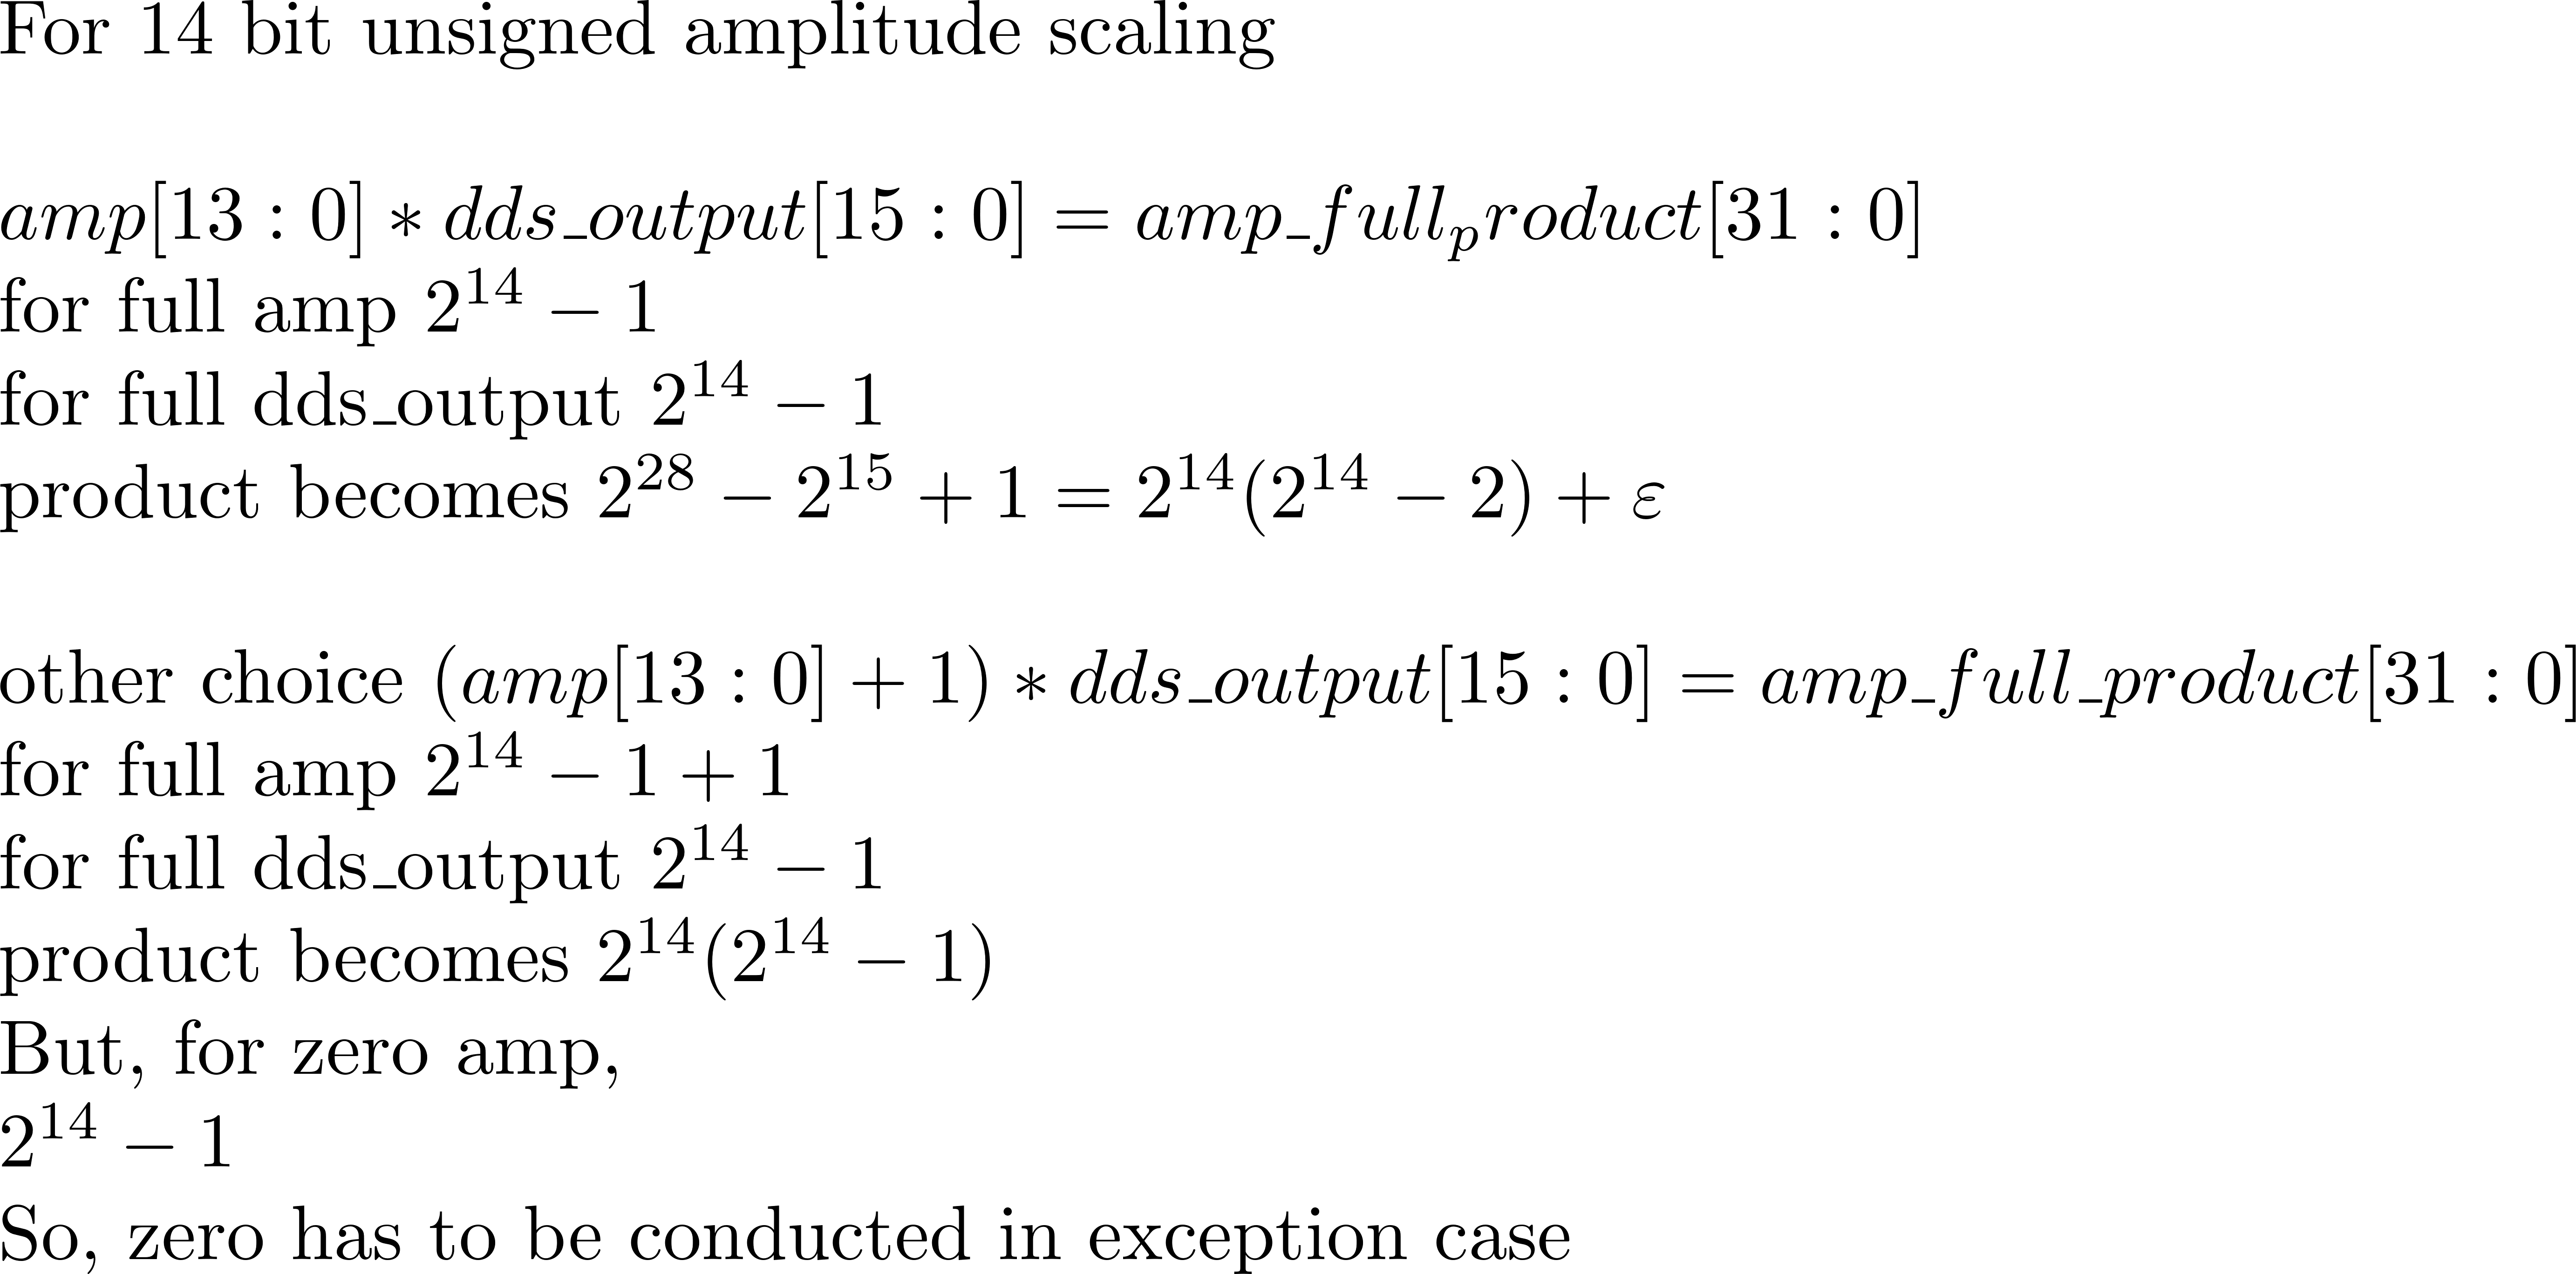 For 14 bit unsigned amplitude scaling
amp[13 : 0] ∗ dds_output[15 : 0] = amp_full_product[31 : 0]
for full amp 2^14 − 1
for full dds_output 2^14 − 1
product becomes 2^28 − 2^15 + 1 = 2^14(2^14 − 2) + ε
other choice (amp[13 : 0] + 1) ∗ dds_output[15 : 0] = amp_full_product[31 : 0]
for full amp 2^14 − 1 + 1
for full dds_output 2^14 − 1
product becomes 2^14(2^14 − 1)
But, for zero amp,
2^14 − 1
So, zero has to be conducted in exception case